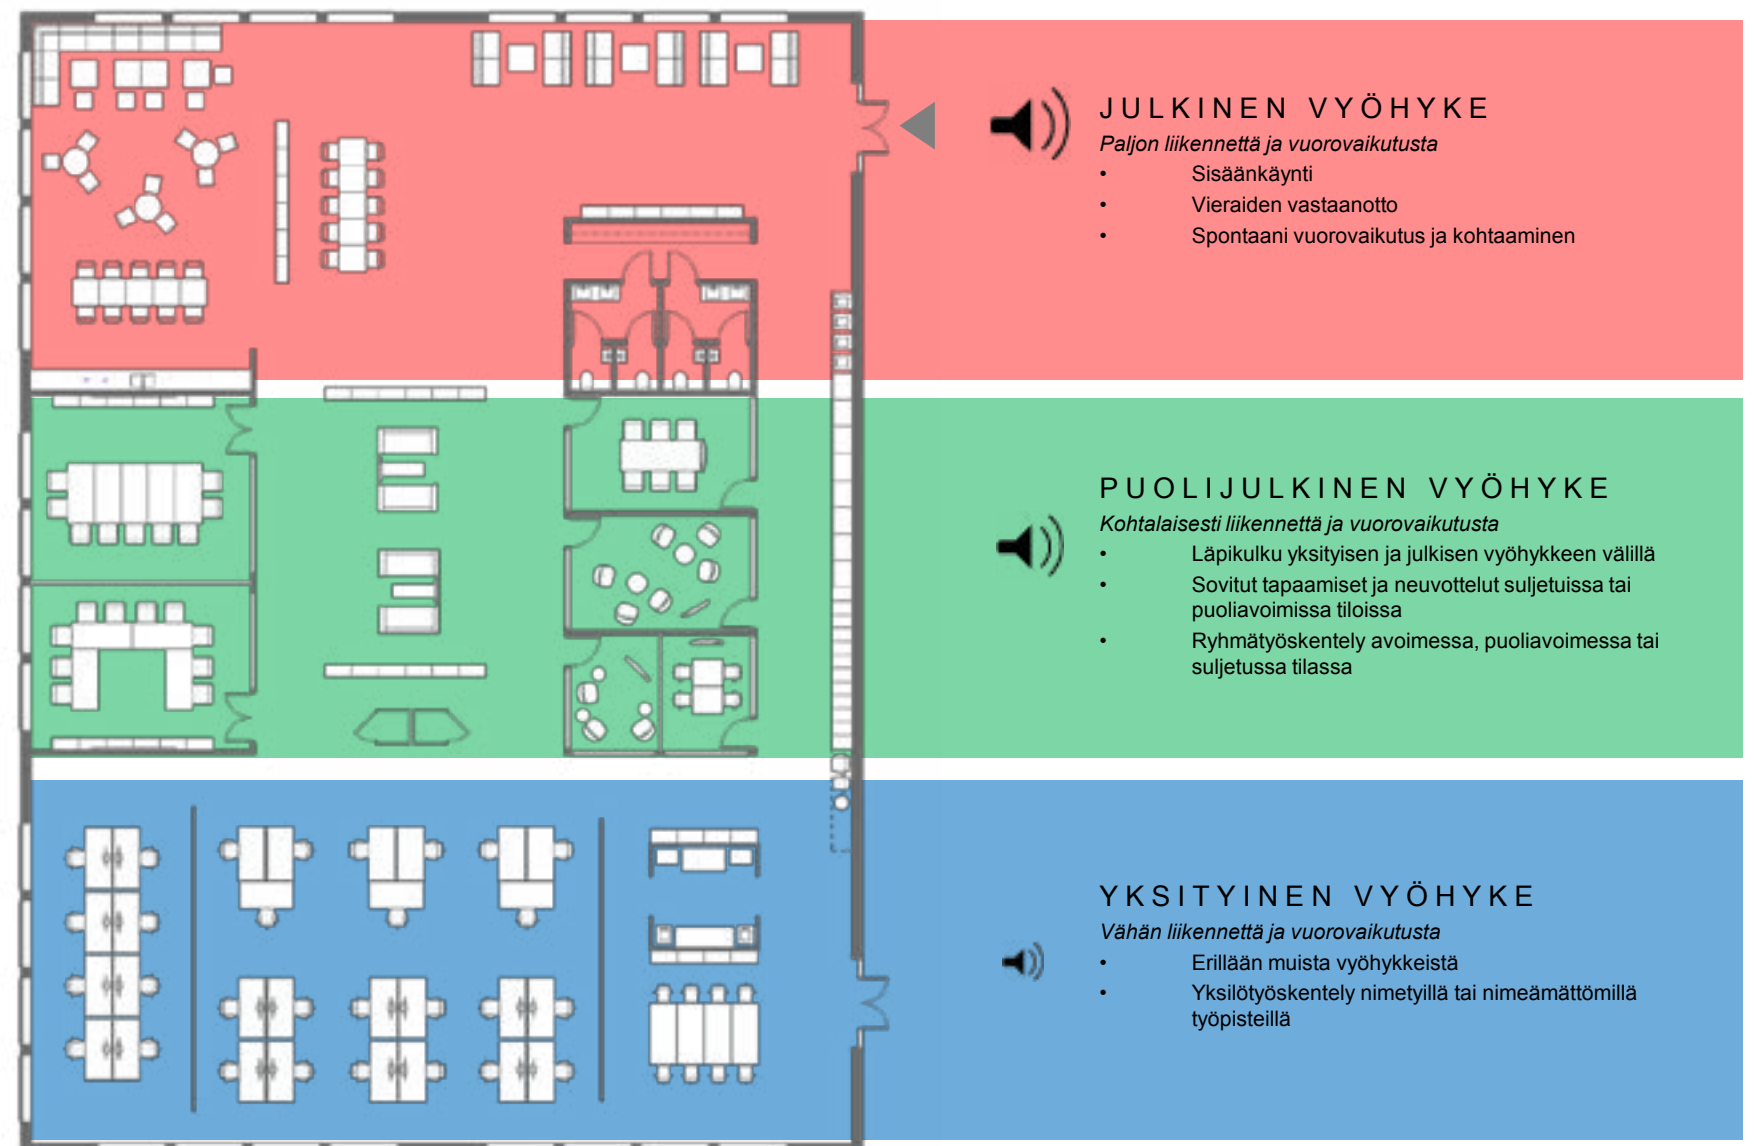 JULKINEN VYÖHYKE
Paljon liikennettä ja vuorovaikutusta
• Sisäänkäynti
• Vieraiden vastaanotto
• Spontaani vuorovaikutus ja kohtaaminen
PUOLIJULKINEN VYÖHYKE
Kohtalaisesti liikennettä ja vuorovaikutusta
• Läpikulku yksityisen ja julkisen vyöhykkeen välillä
• Sovitut tapaamiset ja neuvottelut suljetuissa tai
puoliavoimissa tiloissa
• Ryhmätyöskentely avoimessa, puoliavoimessa tai
suljetussa tilassa
YKSITYINEN VYÖHYKE
Vähän liikennettä ja vuorovaikutusta
• Erillään muista vyöhykkeistä
• Yksilötyöskentely nimetyillä tai nimeämättömillä
työpisteillä